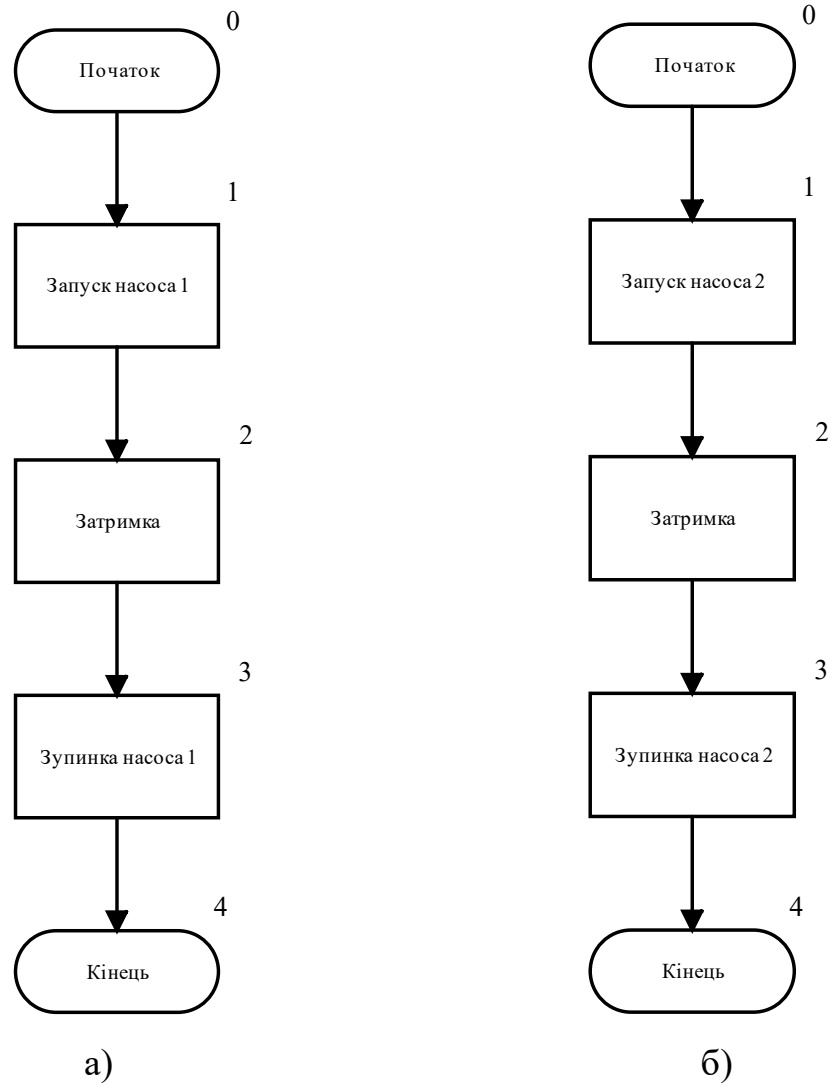 0
Початок
1
Запуск насоса 1
2
Затримка
3
Зупинка насоса 1
4
Кінець
а)
0
Початок
1
Запуск насоса 2
2
Затримка
3
Зупинка насоса 2
4
Кінець
б)